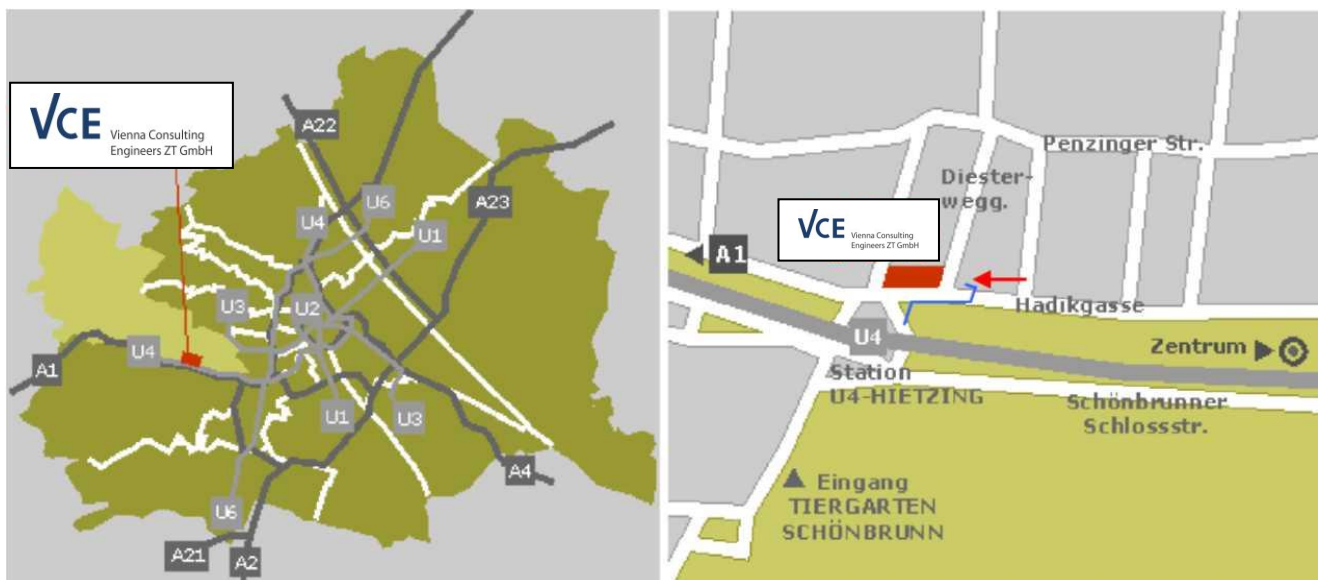 VCE Vienna Consulting
Engineers ZT GmbH
A22
U6
U4
A23
U1
U3
U2
U4
A1
U1
U3
A4
U6
A21
A2
Penzinger Str.
Diester-
wegg.
VCE Vienna Consulting
Engineers ZT GmbH
A1
Hadikgasse
U4
Zentrum
Station
U4-HIETZING
Schönbrunner
Schlossstr.
Eingang
TIERGARTEN
SCHÖNBRUNN